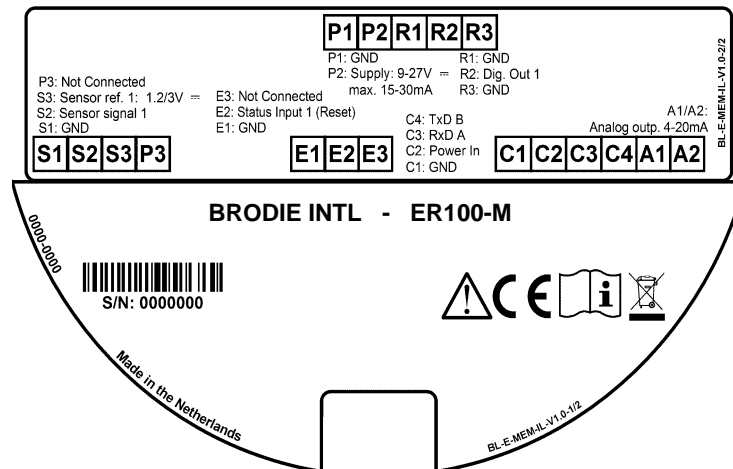 P1 P2 R1 R2 R3
P1: GND
P2: Supply: 9-27V ⎓
max. 15-30mA
R1: GND
R2: Dig. Out 1
R3: GND
P3: Not Connected
S3: Sensor ref. 1: 1.2/3V ⎓
S2: Sensor signal 1
S1: GND
E3: Not Connected
E2: Status Input 1 (Reset)
E1: GND
C4: TxD B
C3: RxD A
C2: Power In
C1: GND
A1/A2:
Analog outp. 4-20mA
BL-E-MEM-IL-V1.0-2/2
S1 S2 S3 P3
E1 E2 E3
C1 C2 C3 C4 A1 A2
BRODIE INTL - ER100-M
0000-0000
S/N: 0000000
CE
i
Made in the Netherlands
BL-E-MEM-IL-V1.0-1/2